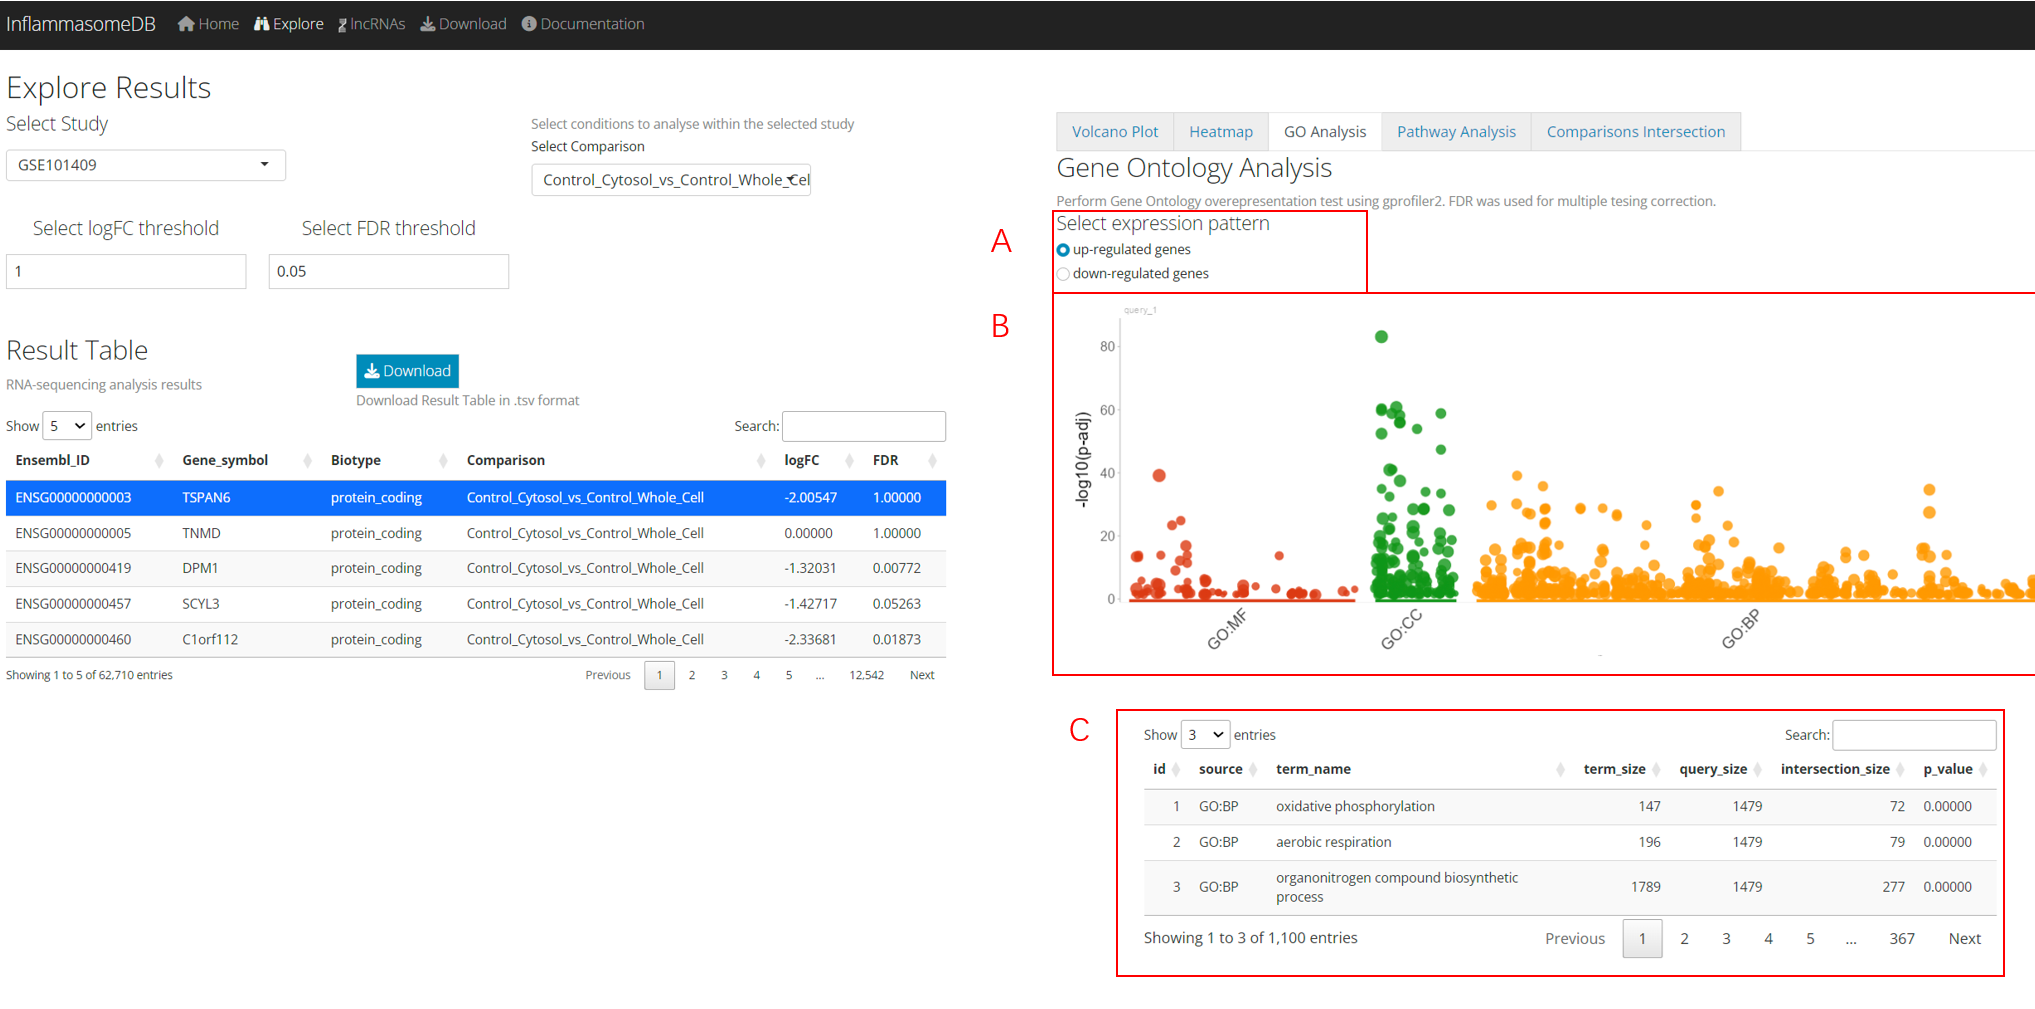 InflammasomeDB Home Explore lncRNAs Download Documentation
Explore Results
Select Study
GSE101409
Select conditions to analyse within the selected study
Select Comparison
Control_Cytosol_vs_Control_Whole_Cel
Select logFC threshold
1
Select FDR threshold
0.05
Result Table
RNA-sequencing analysis results
Download
Download Result Table in .tsv format
Show 5 entries
Search:
Ensembl_ID Gene_symbol Biotype Comparison logFC FDR
ENSG00000000003 TSPAN6 protein_coding Control_Cytosol_vs_Control_Whole_Cell -2.00547 1.00000
ENSG00000000005 TNMD protein_coding Control_Cytosol_vs_Control_Whole_Cell 0.00000 1.00000
ENSG00000000419 DPM1 protein_coding Control_Cytosol_vs_Control_Whole_Cell -1.32031 0.00772
ENSG00000000457 SCYL3 protein_coding Control_Cytosol_vs_Control_Whole_Cell -1.42717 0.05263
ENSG00000000460 C1orf112 protein_coding Control_Cytosol_vs_Control_Whole_Cell -2.33681 0.01873
Showing 1 to 5 of 62,710 entries
Previous 1 2 3 4 5 ... 12,542 Next
Volcano Plot Heatmap GO Analysis Pathway Analysis Comparisons Intersection
Gene Ontology Analysis
Perform Gene Ontology overepresentation test using gprofiler2. FDR was used for multiple tesing correction.
A
Select expression pattern
up-regulated genes
down-regulated genes
B
query_1
-log10(p-adj)
80
60
40
20
0
GO:MF GO:CC GO:BP
C
Show 3 entries
Search:
id source term_name term_size query_size intersection_size p_value
1 GO:BP oxidative phosphorylation 147 1479 72 0.00000
2 GO:BP aerobic respiration 196 1479 79 0.00000
3 GO:BP organonitrogen compound biosynthetic process 1789 1479 277 0.00000
Showing 1 to 3 of 1,100 entries
Previous 1 2 3 4 5 ... 367 Next